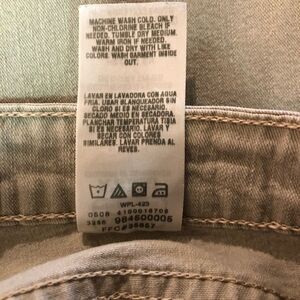 MACHINE WASH COLD. ONLY
NON-CHLORINE BLEACH IF
NEEDED. TUMBLE DRY MEDIUM.
WARM IRON IF NEEDED.
WASH AND DRY WITH LIKE
COLORS. WASH GARMENT INSIDE
OUT.
LAVAR EN LAVADORA CON AGUA
FRIA. USAR BLANQUEADOR SIN
CLORO SI ES NECESARIO.
SECADO MEDIO EN SECADORA.
PLANCHAR TEMPERATURA TIBIA
SI ES NECESARIO. LAVAR Y
SECAR CON COLORES
SIMILARES. LAVAR PRENDA AL
REVES.
WPL-423
0508
984500005